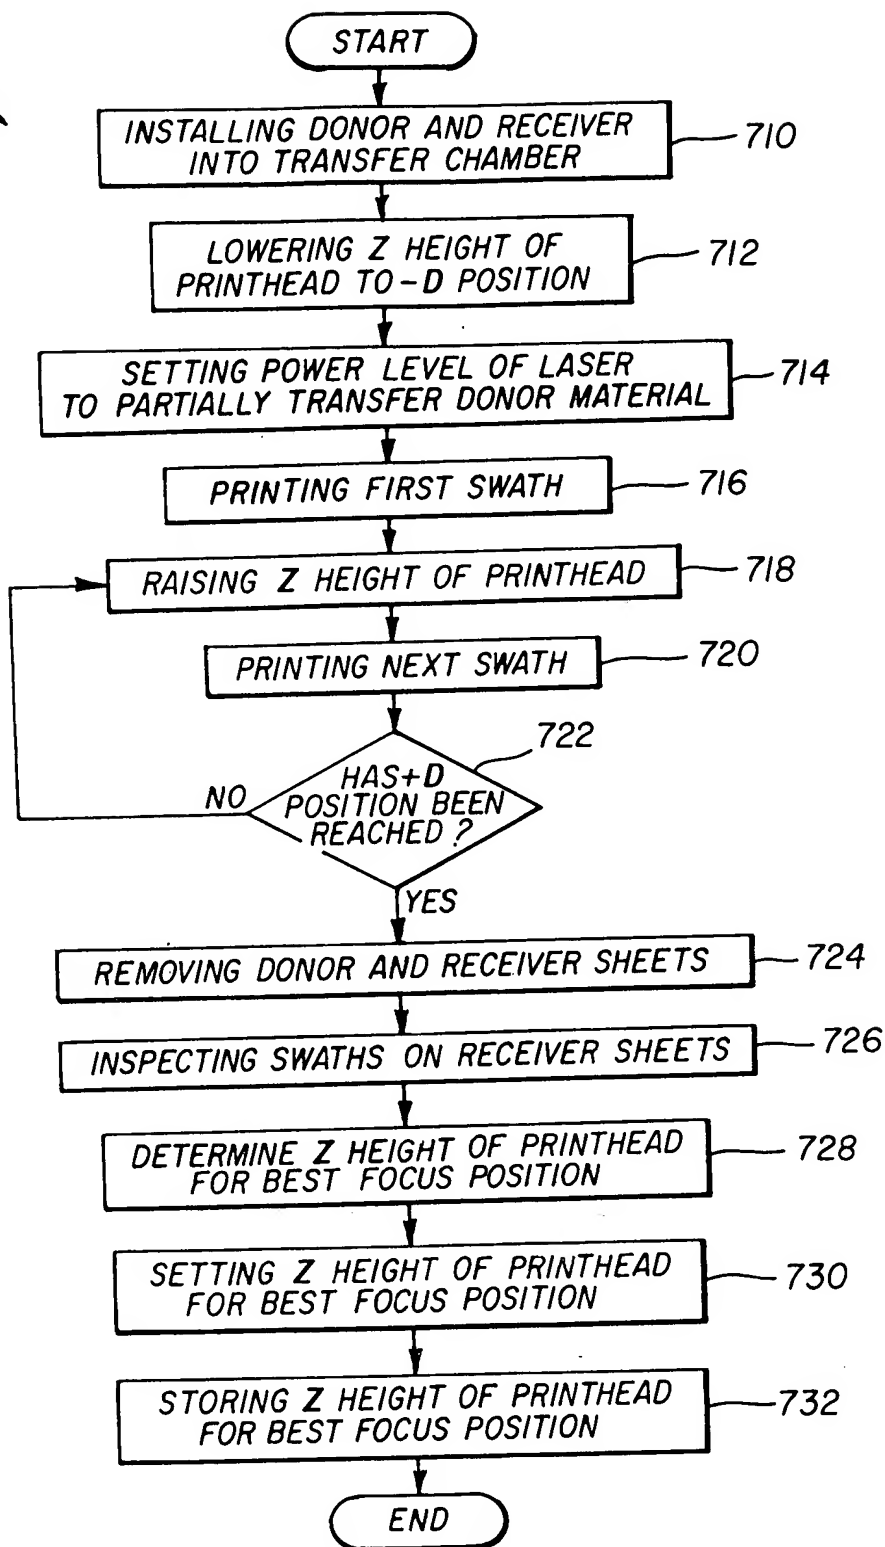 START
INSTALLING DONOR AND RECEIVER
INTO TRANSFER CHAMBER
710
LOWERING Z HEIGHT OF
PRINTHEAD TO -D POSITION
712
SETTING POWER LEVEL OF LASER
TO PARTIALLY TRANSFER DONOR MATERIAL
714
PRINTING FIRST SWATH
716
RAISING Z HEIGHT OF PRINTHEAD
718
PRINTING NEXT SWATH
720
722
HAS +D
POSITION BEEN
REACHED ?
NO
YES
REMOVING DONOR AND RECEIVER SHEETS
724
INSPECTING SWATHS ON RECEIVER SHEETS
726
DETERMINE Z HEIGHT OF PRINTHEAD
FOR BEST FOCUS POSITION
728
SETTING Z HEIGHT OF PRINTHEAD
FOR BEST FOCUS POSITION
730
STORING Z HEIGHT OF PRINTHEAD
FOR BEST FOCUS POSITION
732
END